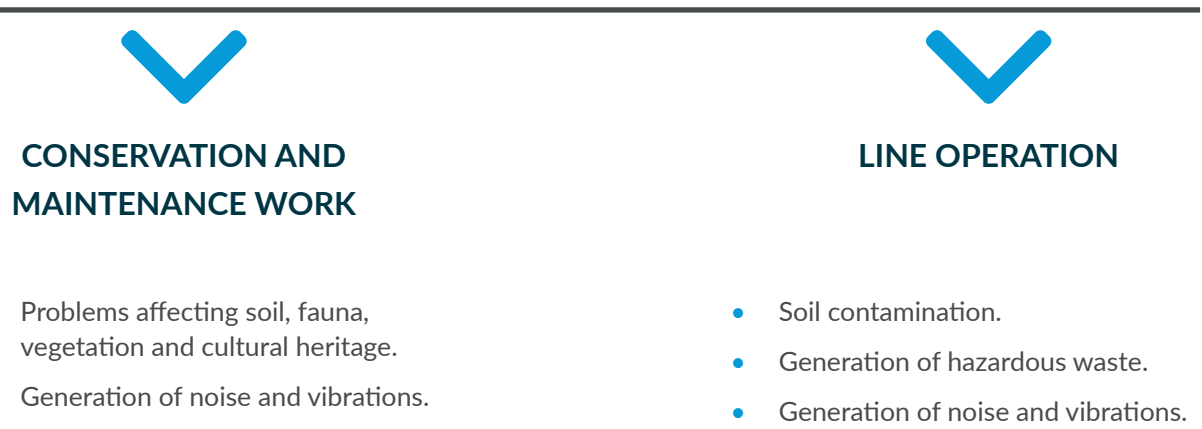 CONSERVATION AND
MAINTENANCE WORK
Problems affecting soil, fauna,
vegetation and cultural heritage.
Generation of noise and vibrations.
LINE OPERATION
• Soil contamination.
• Generation of hazardous waste.
• Generation of noise and vibrations.